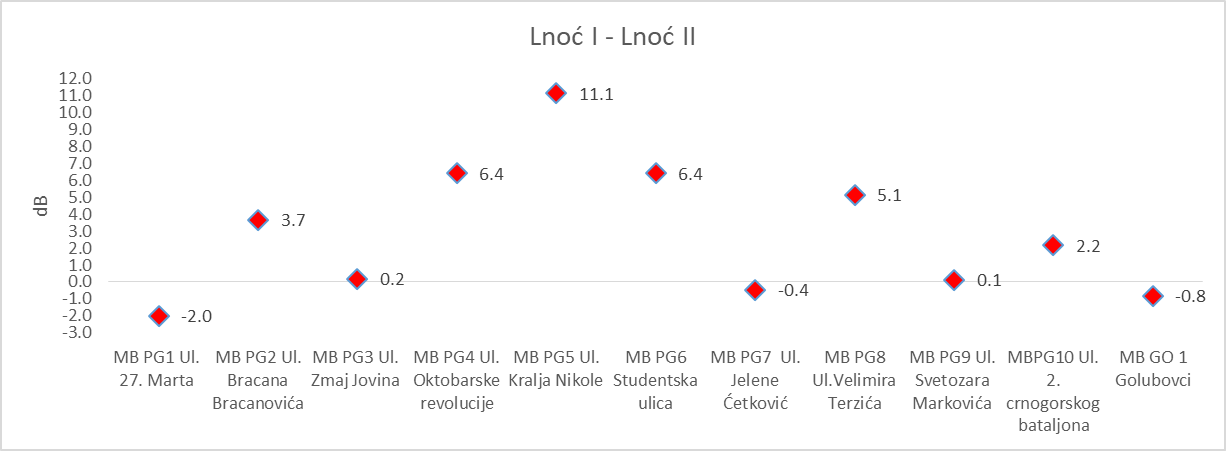 Lnoć I - Lnoć II
dB
12.0
11.0
10.0
9.0
8.0
7.0
6.0
5.0
4.0
3.0
2.0
1.0
0.0
-1.0
-2.0
-3.0
-2.0
3.7
0.2
6.4
11.1
6.4
-0.4
5.1
0.1
2.2
-0.8
MB PG1 Ul.
27. Marta
MB PG2 Ul.
Bracana
Bracanovića
MB PG3 Ul.
Zmaj Jovina
MB PG4 Ul.
Oktobarske
revolucije
MB PG5 Ul.
Kralja Nikole
MB PG6
Studentska
ulica
MB PG7 Ul.
Jelene
Ćetković
MB PG8
Ul.Velimira
Terzića
MB PG9 Ul.
Svetozara
Markovića
MBPG10 Ul.
2.
crnogorskog
bataljona
MB GO 1
Golubovci